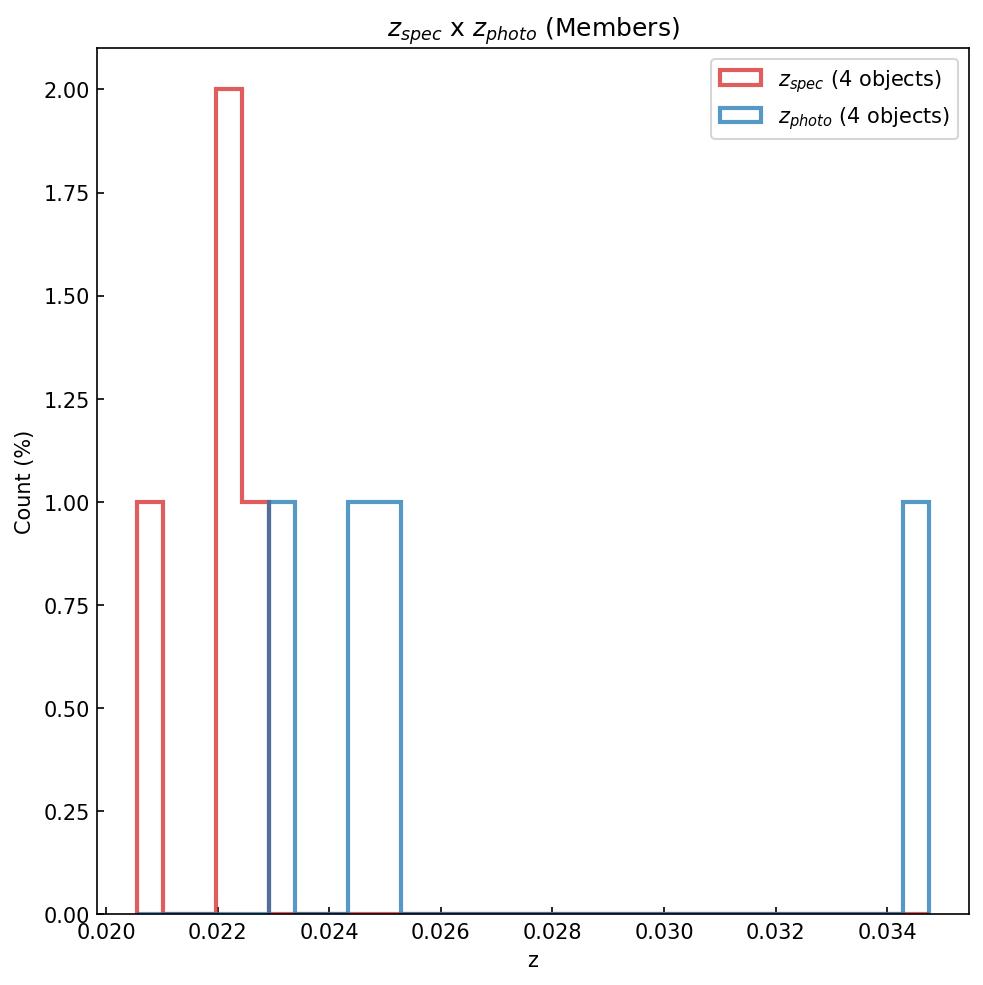 z_spec x z_photo (Members)
z_spec (4 objects)
z_photo (4 objects)
Count (%)
2.00
1.75
1.50
1.25
1.00
0.75
0.50
0.25
0.00
0.020 0.022 0.024 0.026 0.028 0.030 0.032 0.034
z